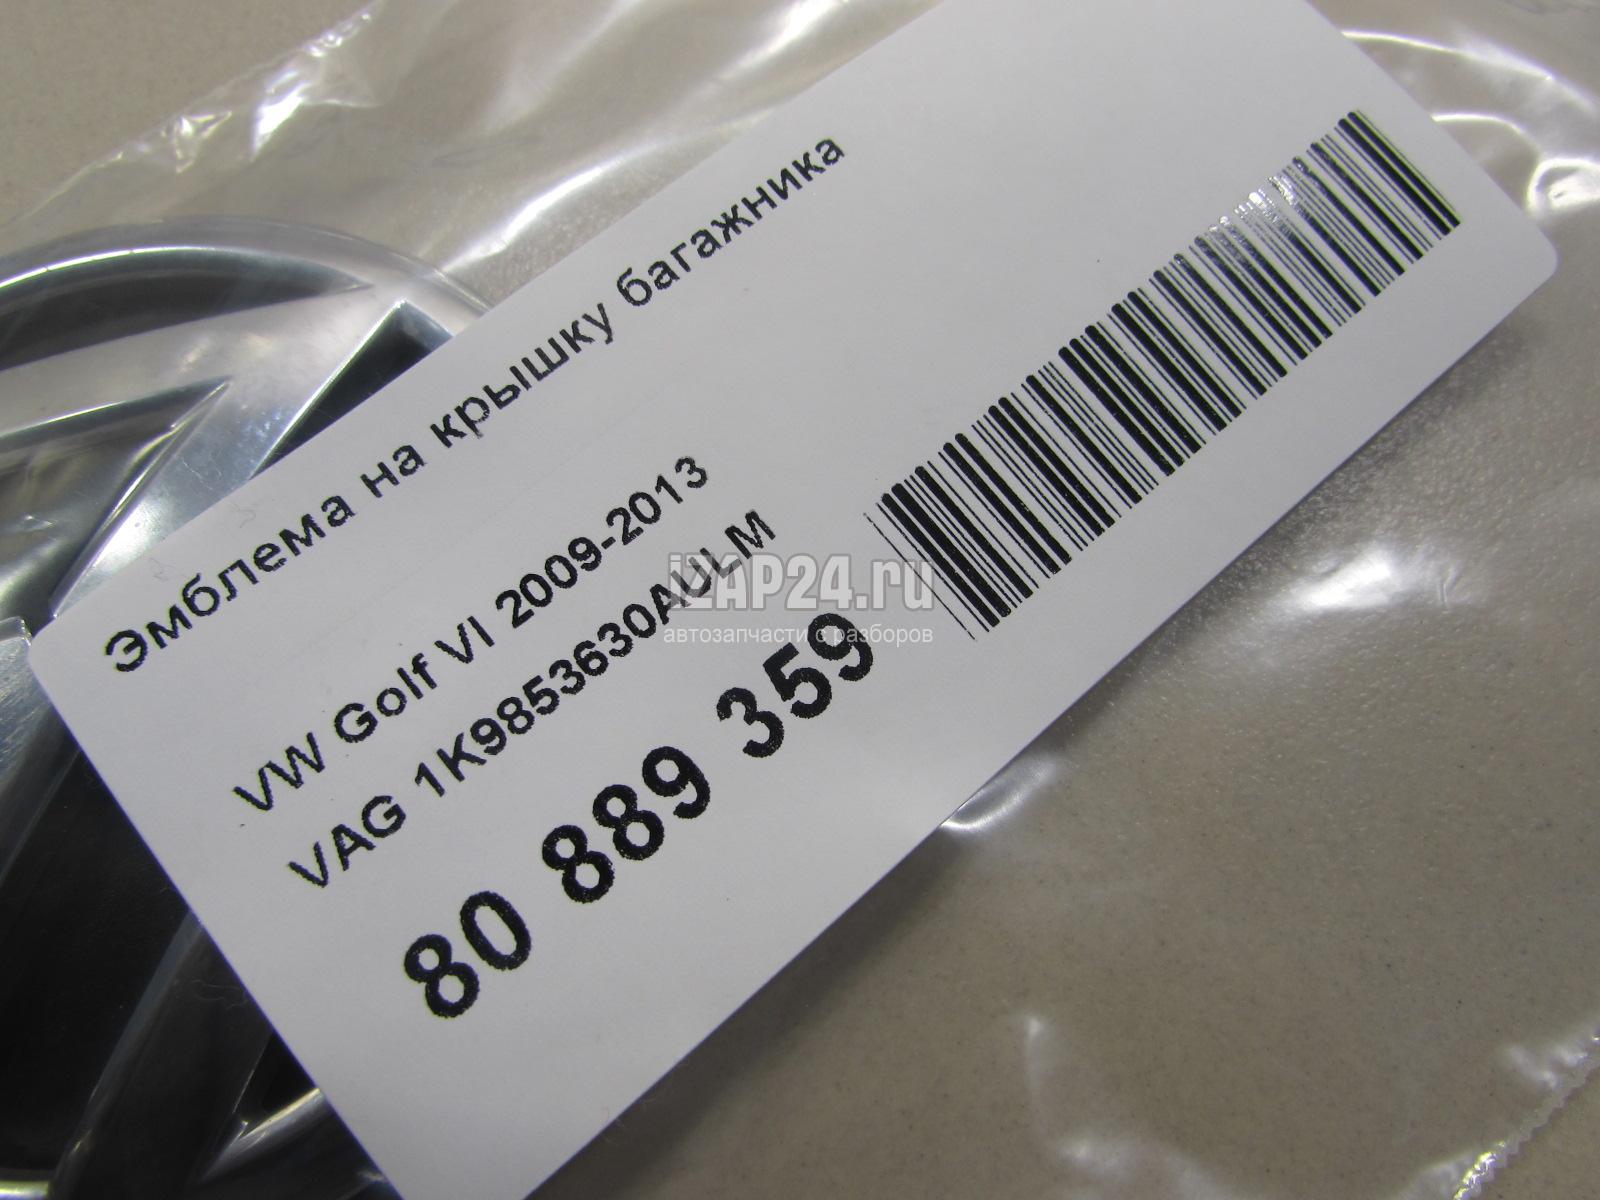 Эмблема на крышку багажника
VW Golf VI 2009-2013
VAG 1K9853630AULM
80 889 359
iZAP24.ru
автозапчасти с разборов